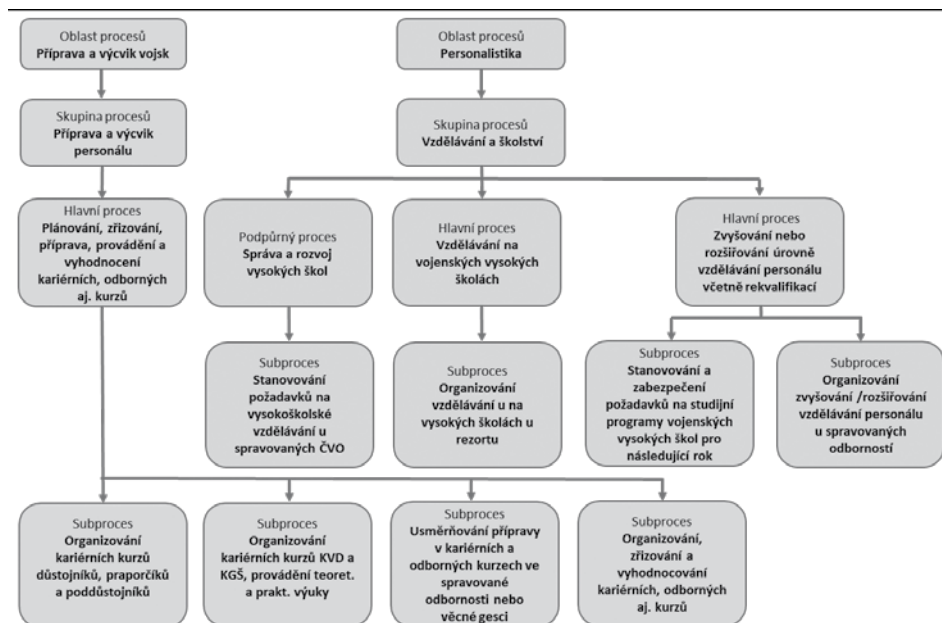 Oblast procesů
Příprava a výcvik vojsk
Oblast procesů
Personalistika
Skupina procesů
Příprava a výcvik
personálu
Skupina procesů
Vzdělávání a školství
Hlavní proces
Plánování, zřizování,
příprava, provádění a
vyhodnocení
kariérních, odborných
aj. kurzů
Podpůrný proces
Správa a rozvoj
vysokých škol
Hlavní proces
Vzdělávání na
vojenských vysokých
školách
Hlavní proces
Zvyšování nebo
rozšiřování úrovně
vzdělávání personálu
včetně rekvalifikací
Subproces
Stanovování
požadavků na
vysokoškolské
vzdělávání u
spravovaných ČVO
Subproces
Organizování
vzdělávání u na
vysokých školách u
rezortu
Subproces
Stanovování a
zabezpečení
požadavků na studijní
programy vojenských
vysokých škol pro
následující rok
Subproces
Organizování
zvyšování /rozšiřování
vzdělávání personálu
u spravovaných
odborností
Subproces
Organizování
kariérních kurzů
důstojníků, praporčíků
a poddůstojníků
Subproces
Organizování
kariérních kurzů KVD a
KGŠ, provádění teoret.
a prakt. výuky
Subproces
Usměrňování přípravy
v kariérních a
odborných kurzech ve
spravované
odbornosti nebo
věcné gesci
Subproces
Organizování,
zřizování a
vyhodnocování
kariérních, odborných
aj. kurzů